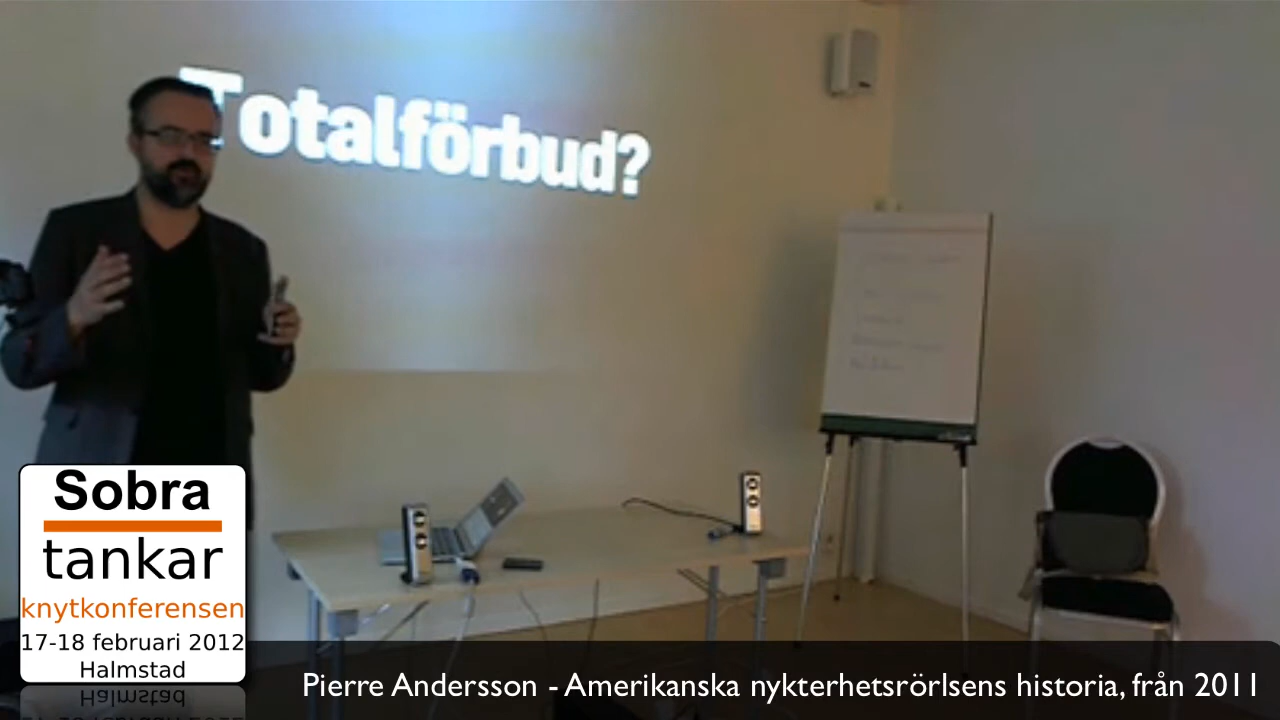 Totalförbud?
Sobra
tankar
knytkonferensen
17-18 februari 2012
Halmstad
Pierre Andersson - Amerikanska nykterhetsrörlsens historia, från 2011